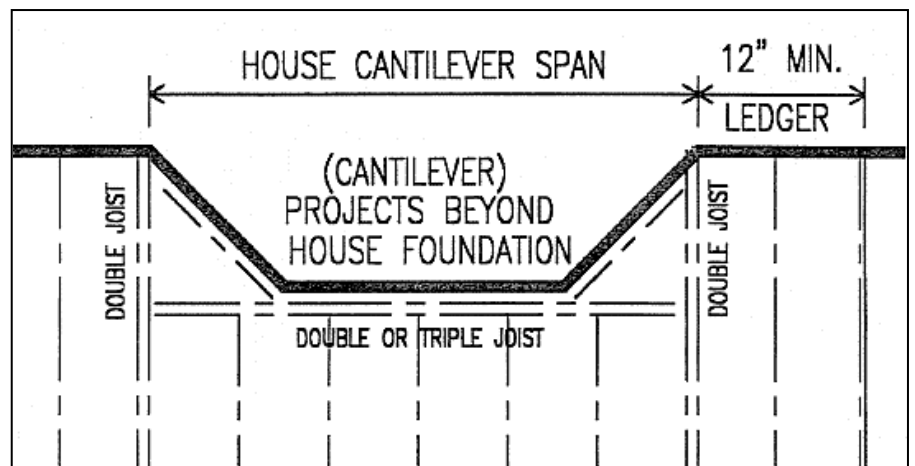 HOUSE CANTILEVER SPAN
12" MIN.
LEDGER
(CANTILEVER)
PROJECTS BEYOND
HOUSE FOUNDATION
DOUBLE JOIST
DOUBLE JOIST
DOUBLE OR TRIPLE JOIST